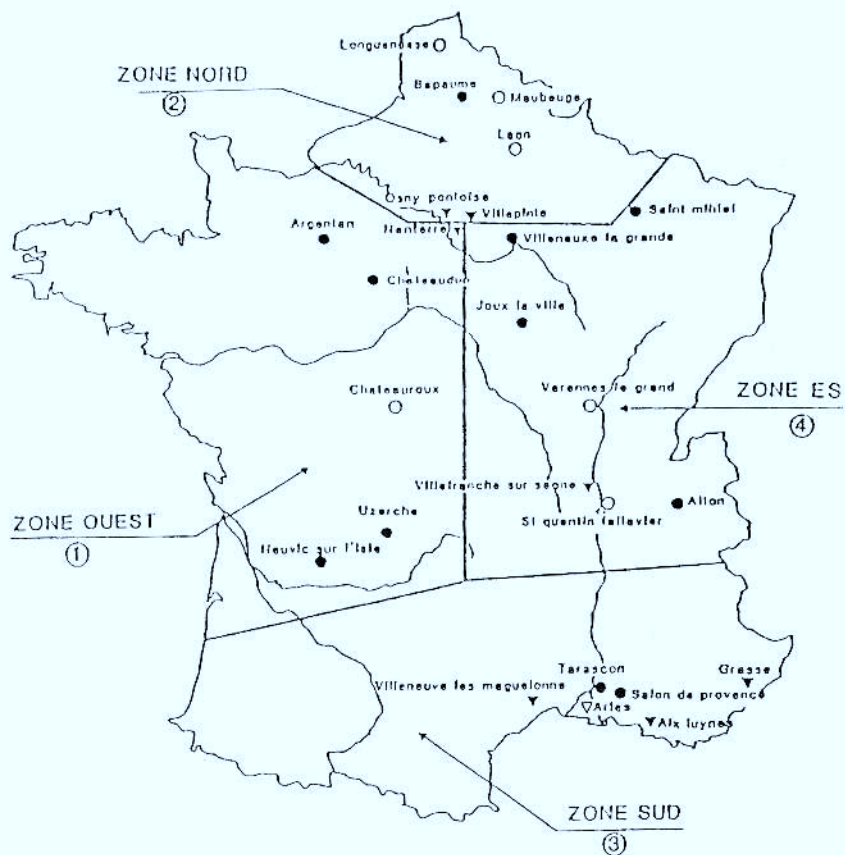 Longuenesse
ZONE NORD
②
Bapaume
Maubeuge
Laon
Osny pontoise
Villepinte
Saint mihiel
Argentan
Nanterre
Villeneuxe la grande
Chateaudun
Joux la ville
Chateauroux
Varennes le grand
ZONE ES
④
Villefranche sur saone
Aiton
St quentin fallavier
ZONE OUEST
①
Uzerche
Neuvic sur l'Isle
Tarascon
Grasse
Villeneuve les maguelonne
Salon de provence
Arles
Aix luynes
ZONE SUD
③